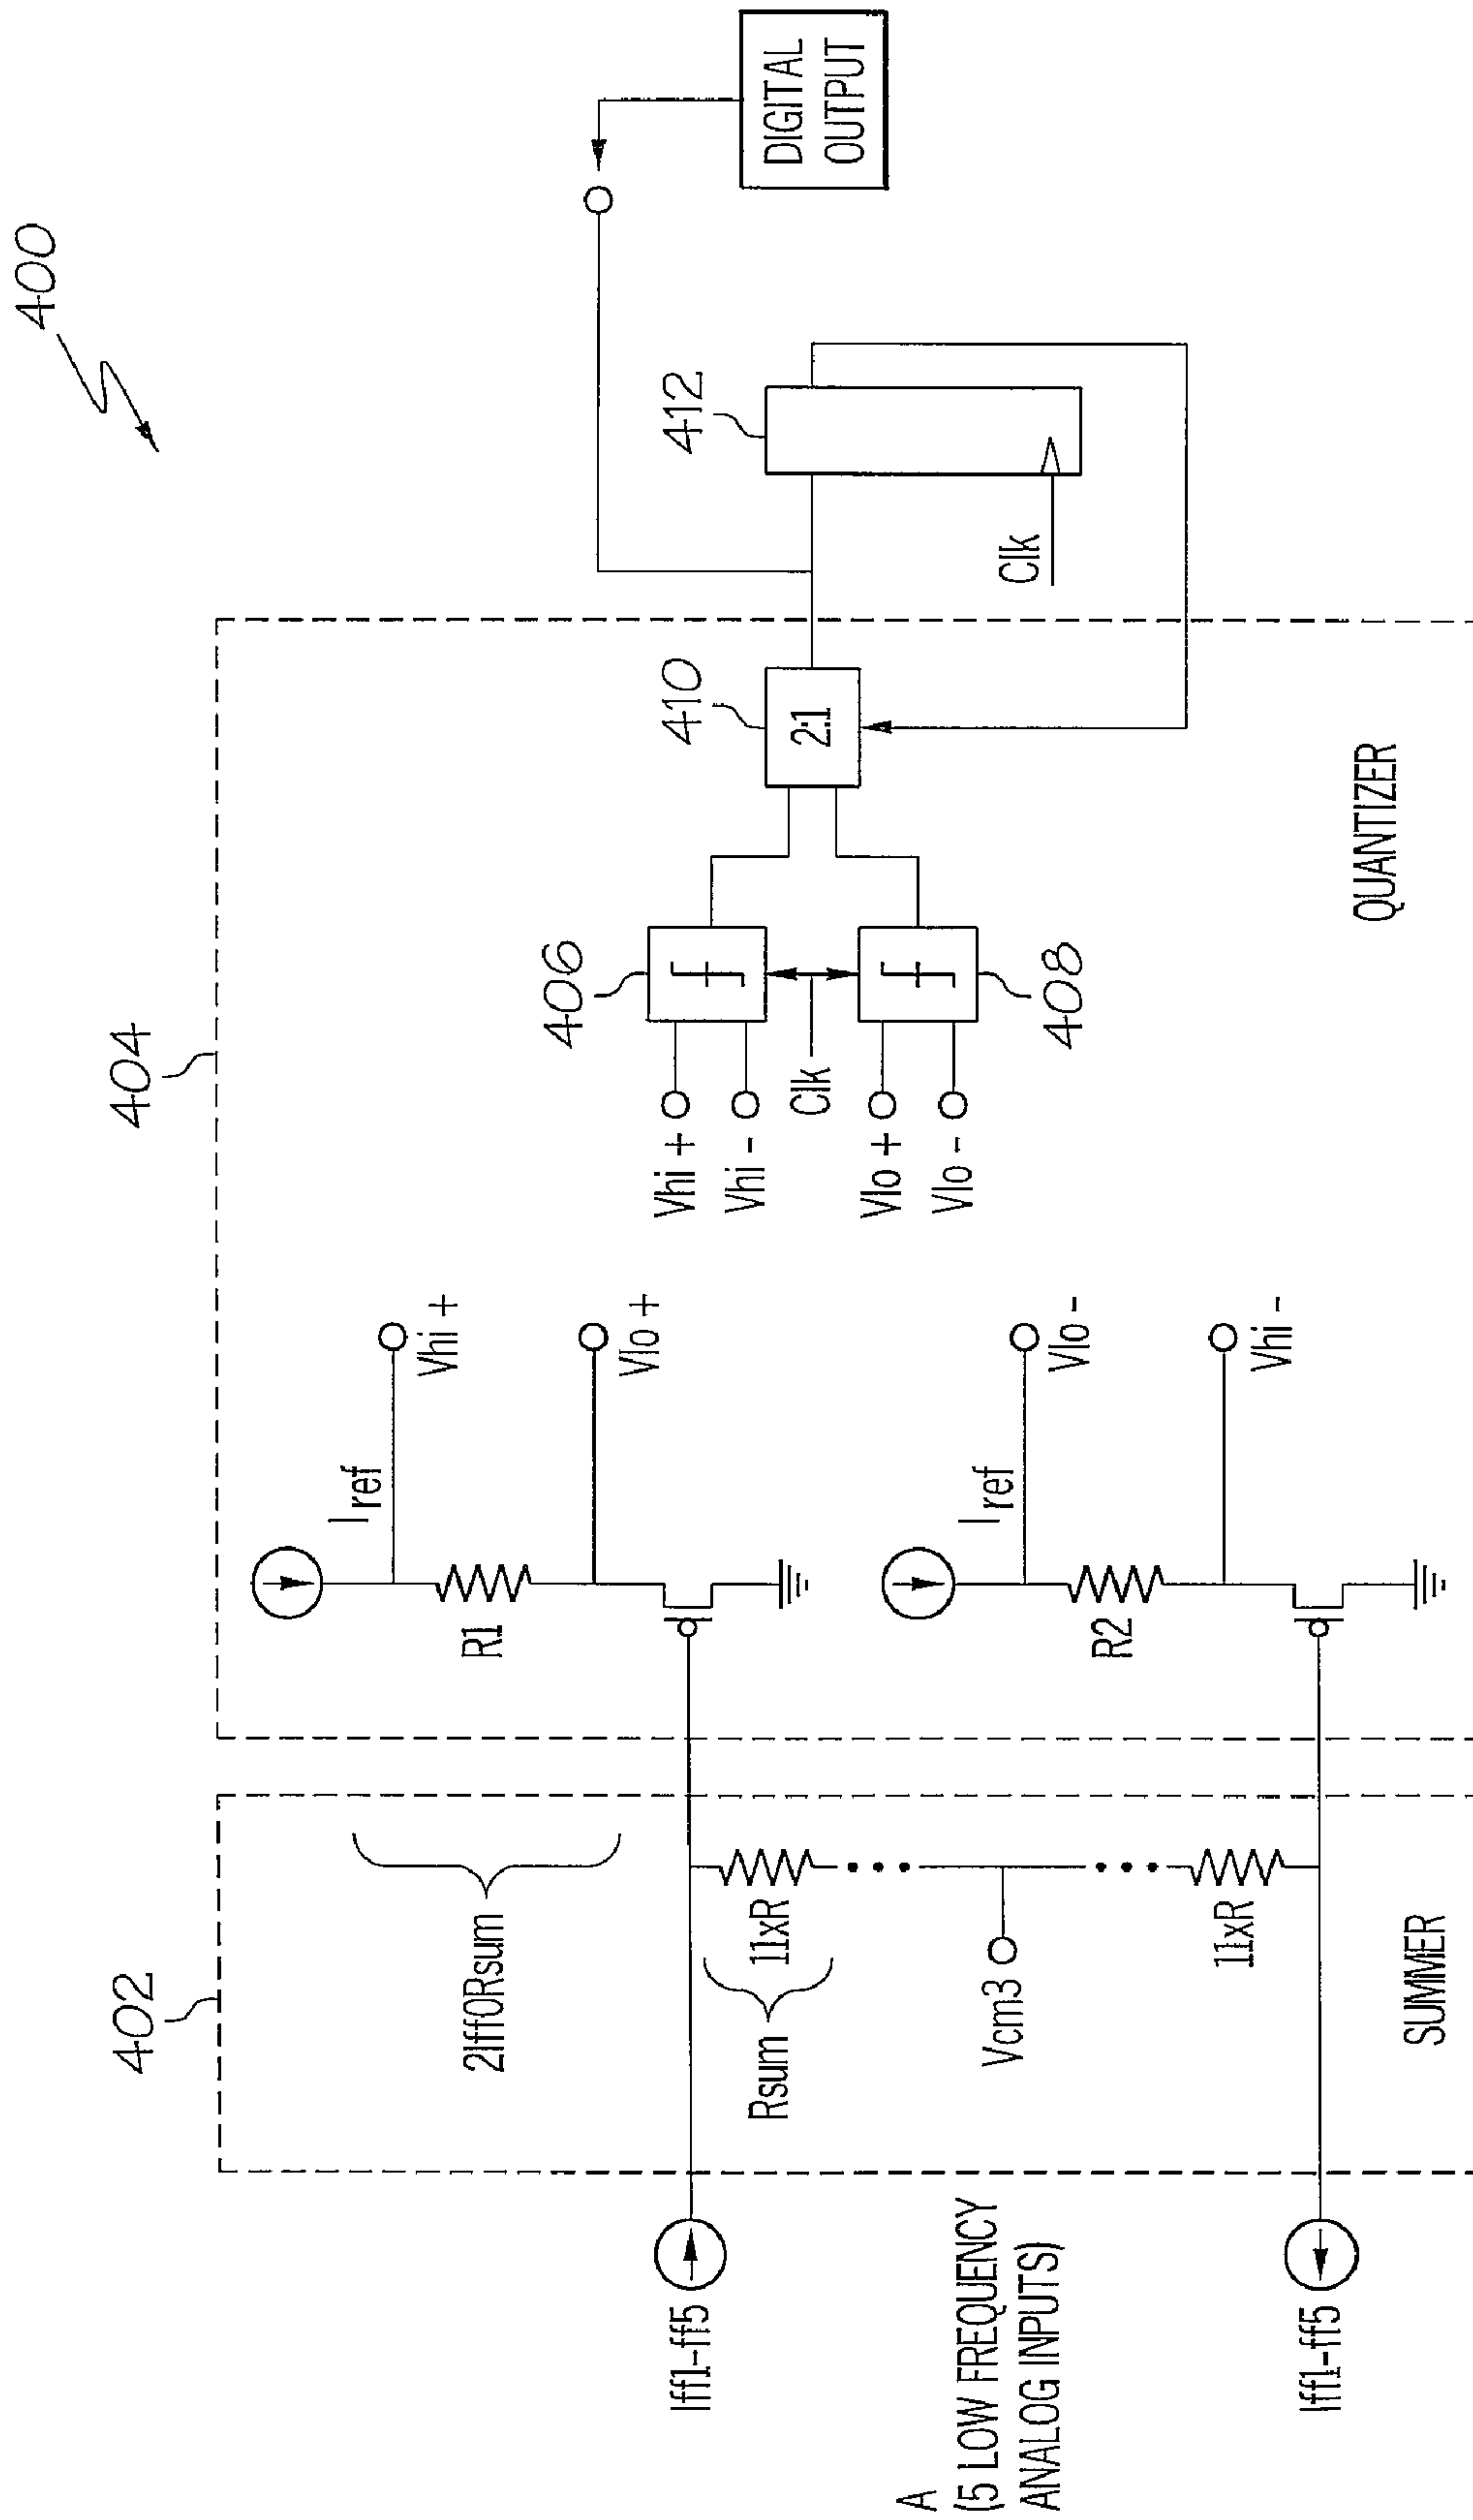 400
402
404
2Iff0Rsum
Rsum
11xR
Vcm3
11xR
SUMMER
Iff1-ff5
A
(5 LOW FREQUENCY
ANALOG INPUTS)
Iff1-ff5
Iref
R1
Vhi +
Vlo +
Iref
R2
Vlo -
Vhi -
406
Vhi +
Vhi -
Clk
Vlo +
Vlo -
408
410
2:1
QUANTIZER
412
Clk
DIGITAL
OUTPUT